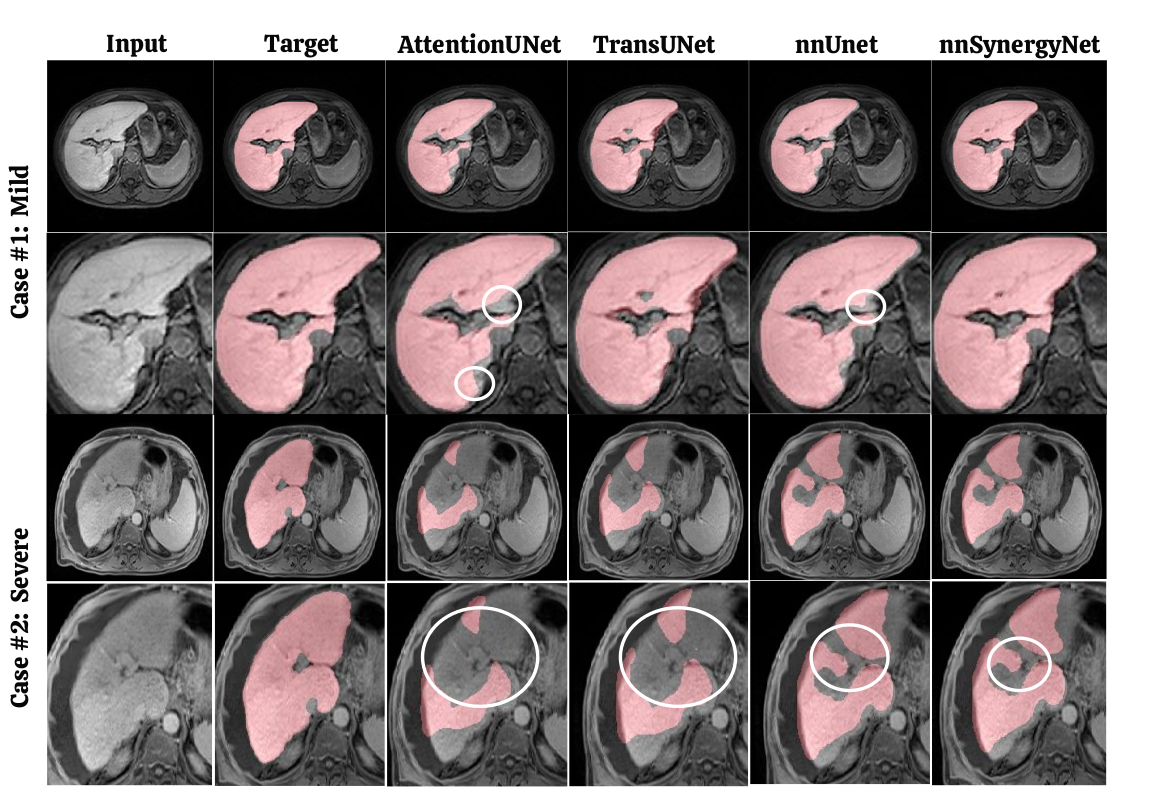 Input
Target
AttentionUNet
TransUNet
nnUnet
nnSynergyNet
Case #1: Mild
Case #2: Severe